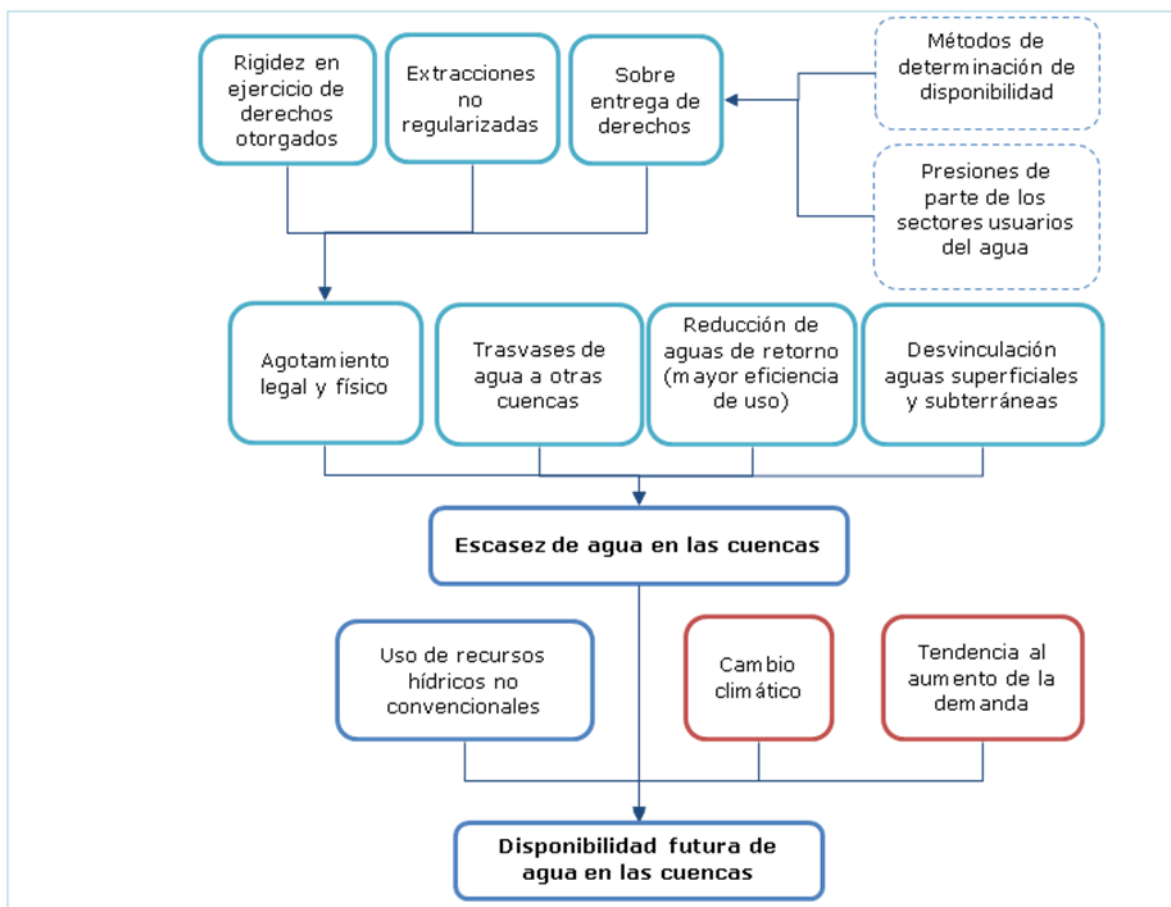 Rigidez en
ejercicio de
derechos
otorgados
Extracciones
no
regularizadas
Sobre
entrega de
derechos
Métodos de
determinación de
disponibilidad
Presiones de
parte de los
sectores usuarios
del agua
Agotamiento
legal y físico
Trasvases de
agua a otras
cuencas
Reducción de
aguas de retorno
(mayor eficiencia
de uso)
Desvinculación
aguas superficiales
y subterráneas
Escasez de agua en las cuencas
Uso de recursos
hídricos no
convencionales
Cambio
climático
Tendencia al
aumento de la
demanda
Disponibilidad futura de
agua en las cuencas